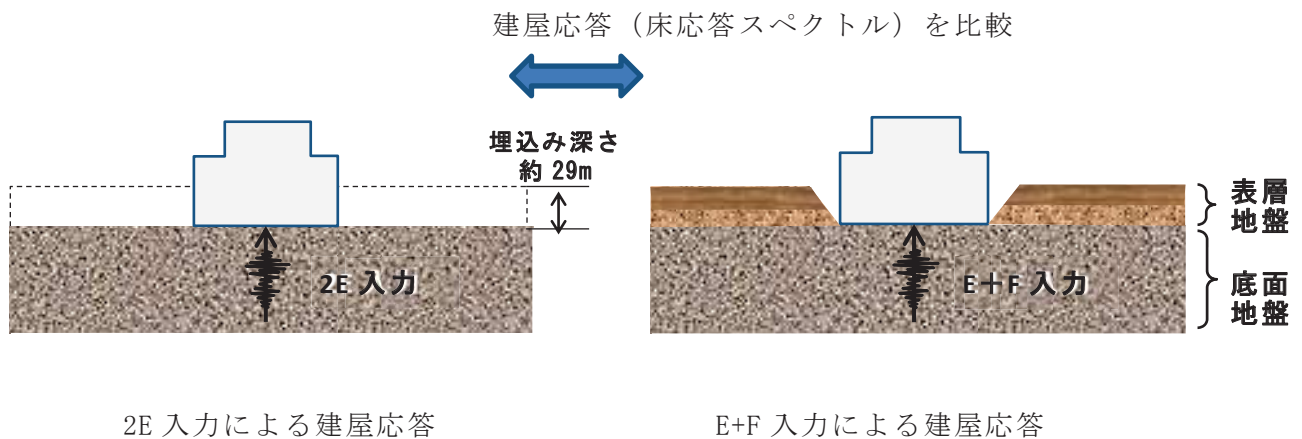 建屋応答（床応答スペクトル）を比較
埋込み深さ
約 29m
表層
地盤
2E 入力
E＋F 入力
底面
地盤
2E 入力による建屋応答
E+F 入力による建屋応答